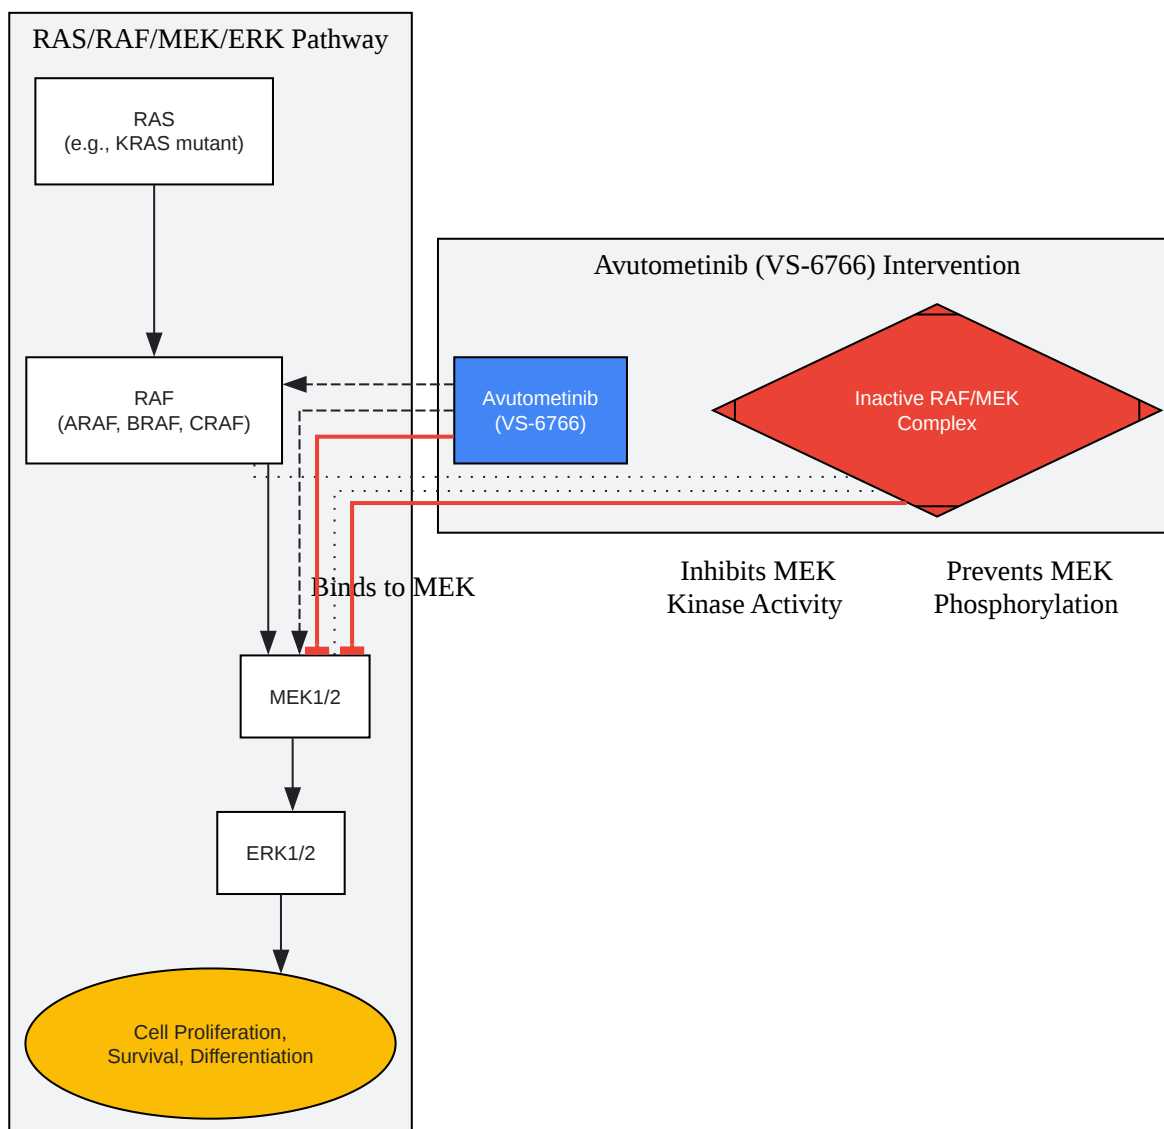 RAS/RAF/MEK/ERK Pathway
RAS
(e.g., KRAS mutant)
Avutometinib (VS-6766) Intervention
RAF
(ARAF, BRAF, CRAF)
Avutometinib
(VS-6766)
Inactive RAF/MEK
Complex
Binds to MEK
Inhibits MEK
Kinase Activity
Prevents MEK
Phosphorylation
MEK1/2
ERK1/2
Cell Proliferation,
Survival, Differentiation